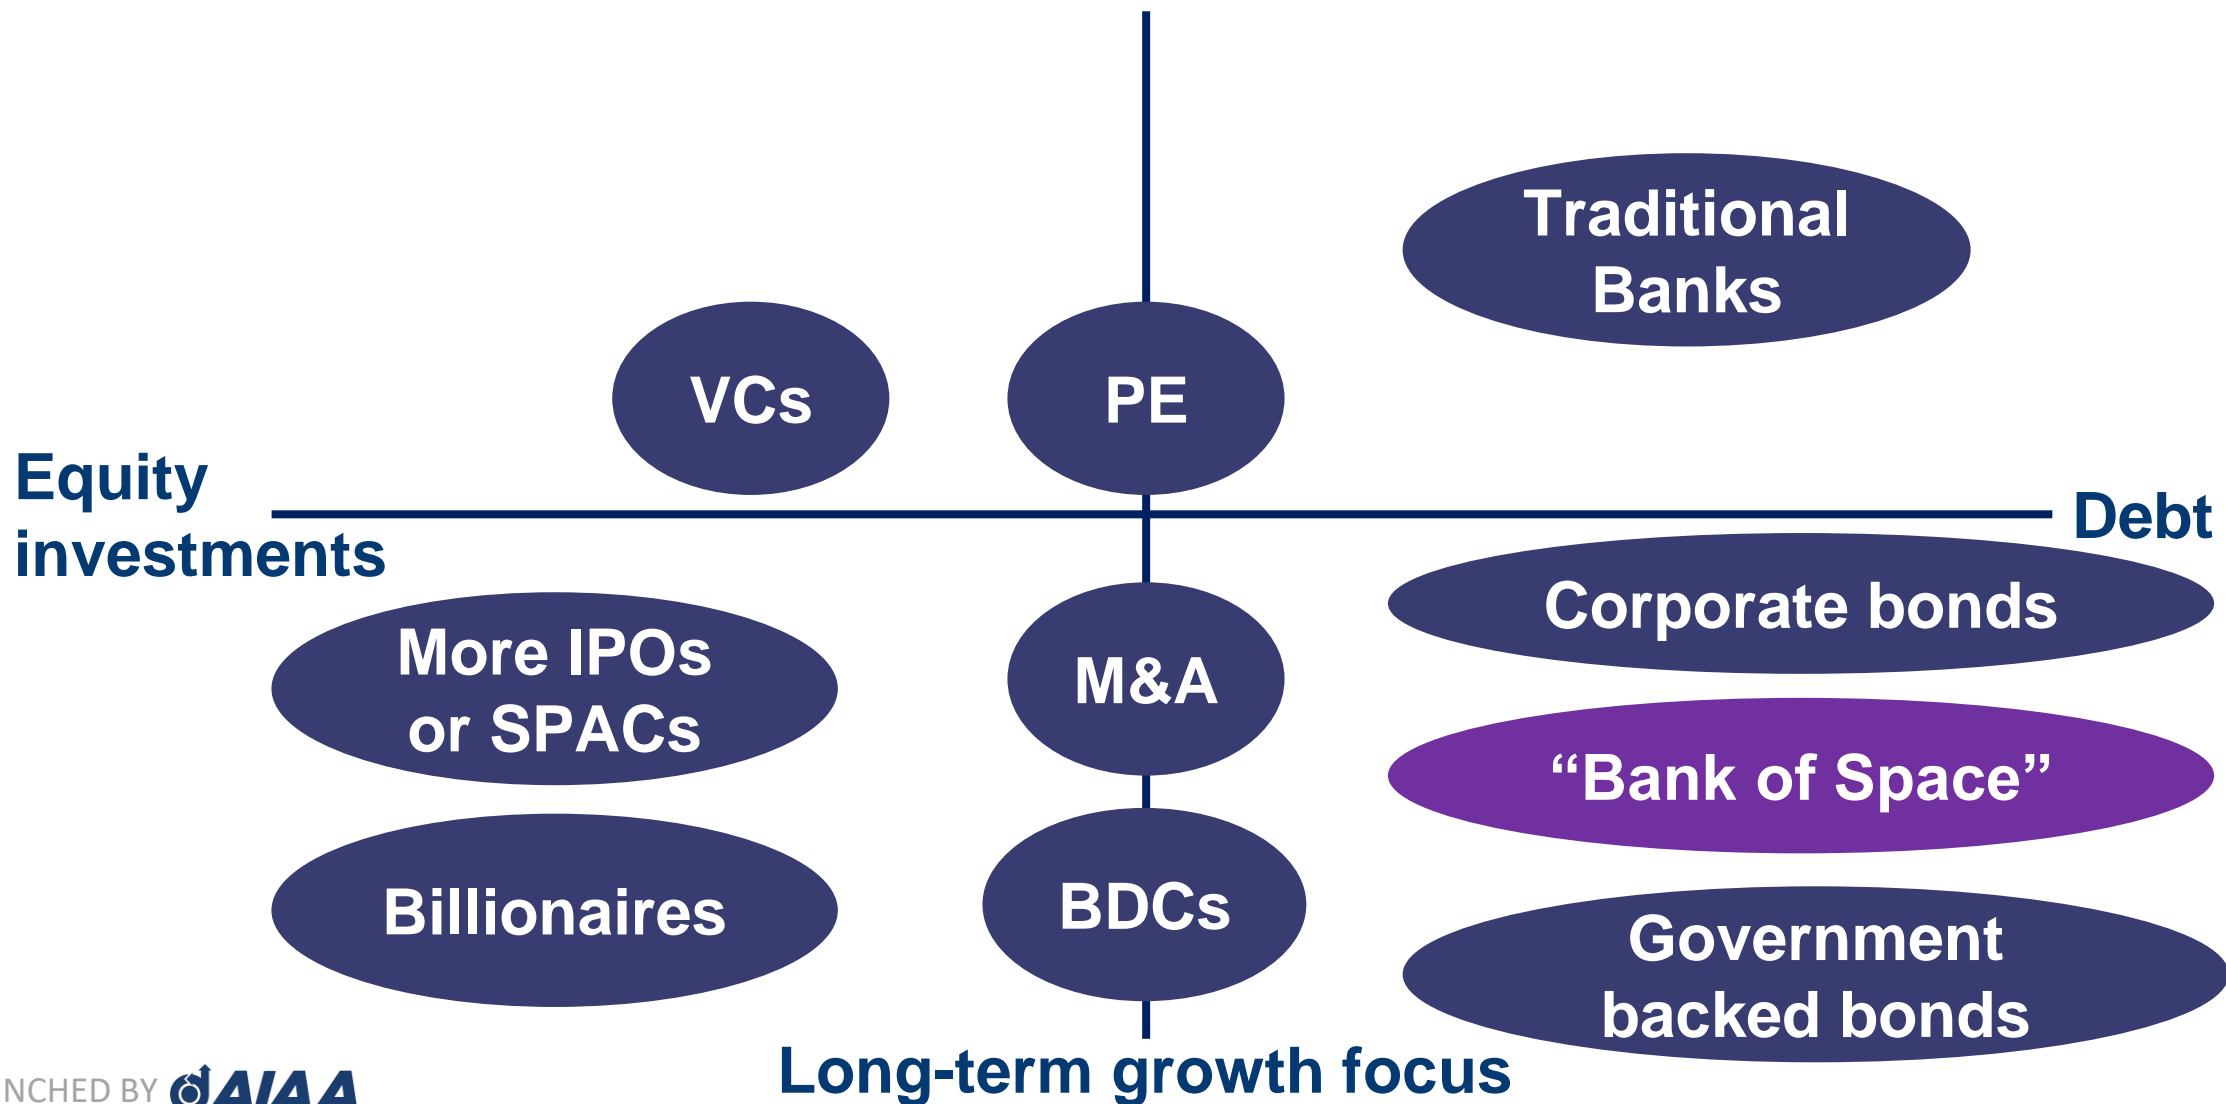 Traditional
Banks
VCs
PE
Equity
investments
Debt
Corporate bonds
More IPOs
or SPACs
M&A
“Bank of Space”
Billionaires
BDCs
Government
backed bonds
Long-term growth focus
NCHED BY AIAA